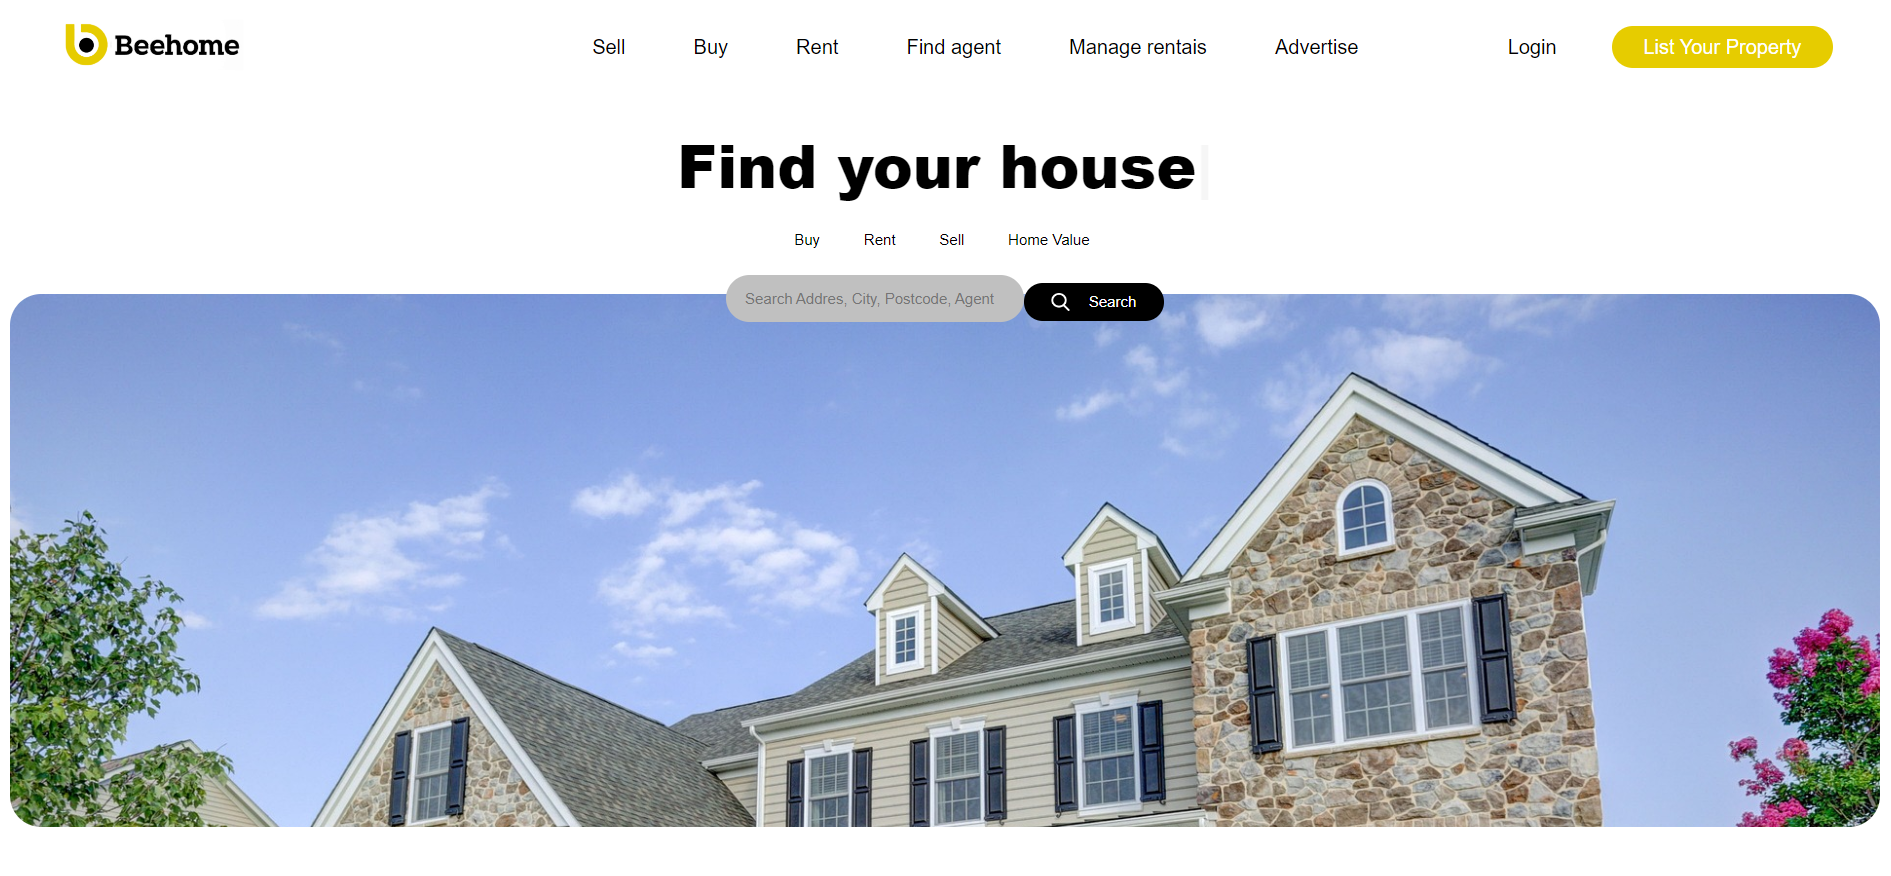 Beehome
Sell Buy Rent Find agent Manage rentais Advertise Login List Your Property
Find your house
Buy Rent Sell Home Value
Search Addres, City, Postcode, Agent Search